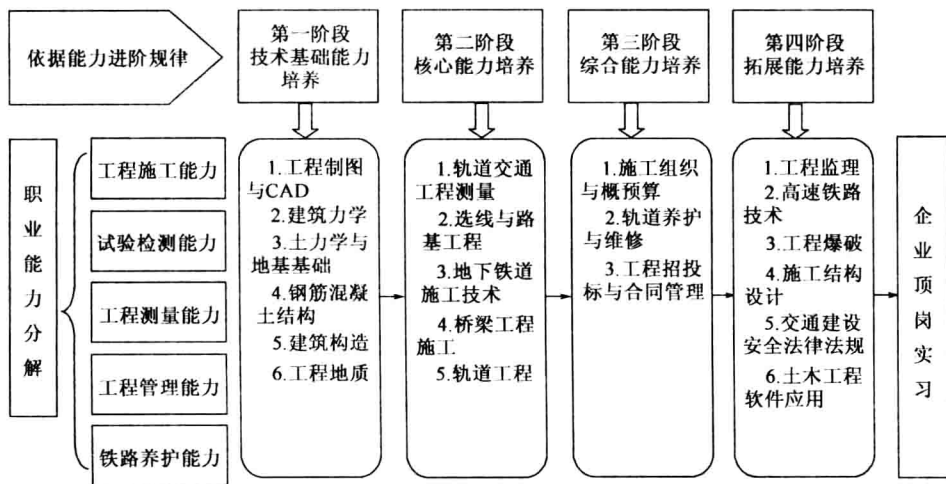 依据能力进阶规律
第一阶段
技术基础能力
培养
第二阶段
核心能力培养
第三阶段
综合能力培养
第四阶段
拓展能力培养
职业能力分解
工程施工能力
试验检测能力
工程测量能力
工程管理能力
铁路养护能力
1.工程制图
与CAD
2.建筑力学
3.土力学与
地基基础
4.钢筋混凝
土结构
5.建筑构造
6.工程地质
1.轨道交通
工程测量
2.选线与路
基工程
3.地下铁道
施工技术
4.桥梁工程
施工
5.轨道工程
1.施工组织
与概预算
2.轨道养护
与维修
3.工程招投
标与合同管理
1.工程监理
2.高速铁路
技术
3.工程爆破
4.施工结构
设计
5.交通建设
安全法律法规
6.土木工程
软件应用
企业顶岗实习